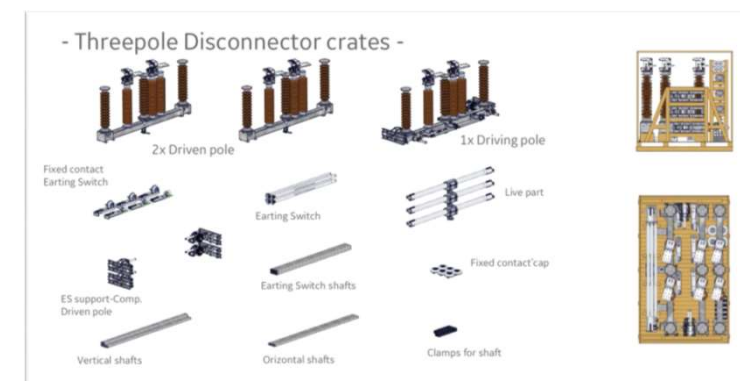 - Threepole Disconnector crates -
2x Driven pole
1x Driving pole
Fixed contact
Earting Switch
Earting Switch
Live part
ES support-Comp.
Driven pole
Earting Switch shafts
Fixed contact'cap
Vertical shafts
Orizontal shafts
Clamps for shaft